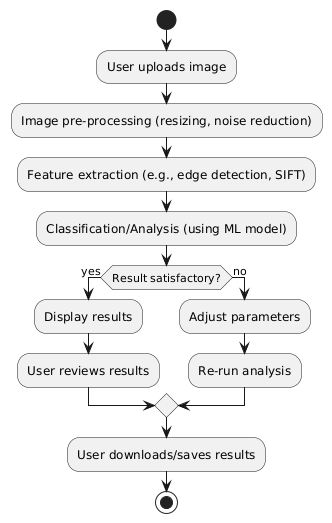 User uploads image
Image pre-processing (resizing, noise reduction)
Feature extraction (e.g., edge detection, SIFT)
Classification/Analysis (using ML model)
yes
Result satisfactory?
no
Display results
Adjust parameters
User reviews results
Re-run analysis
User downloads/saves results